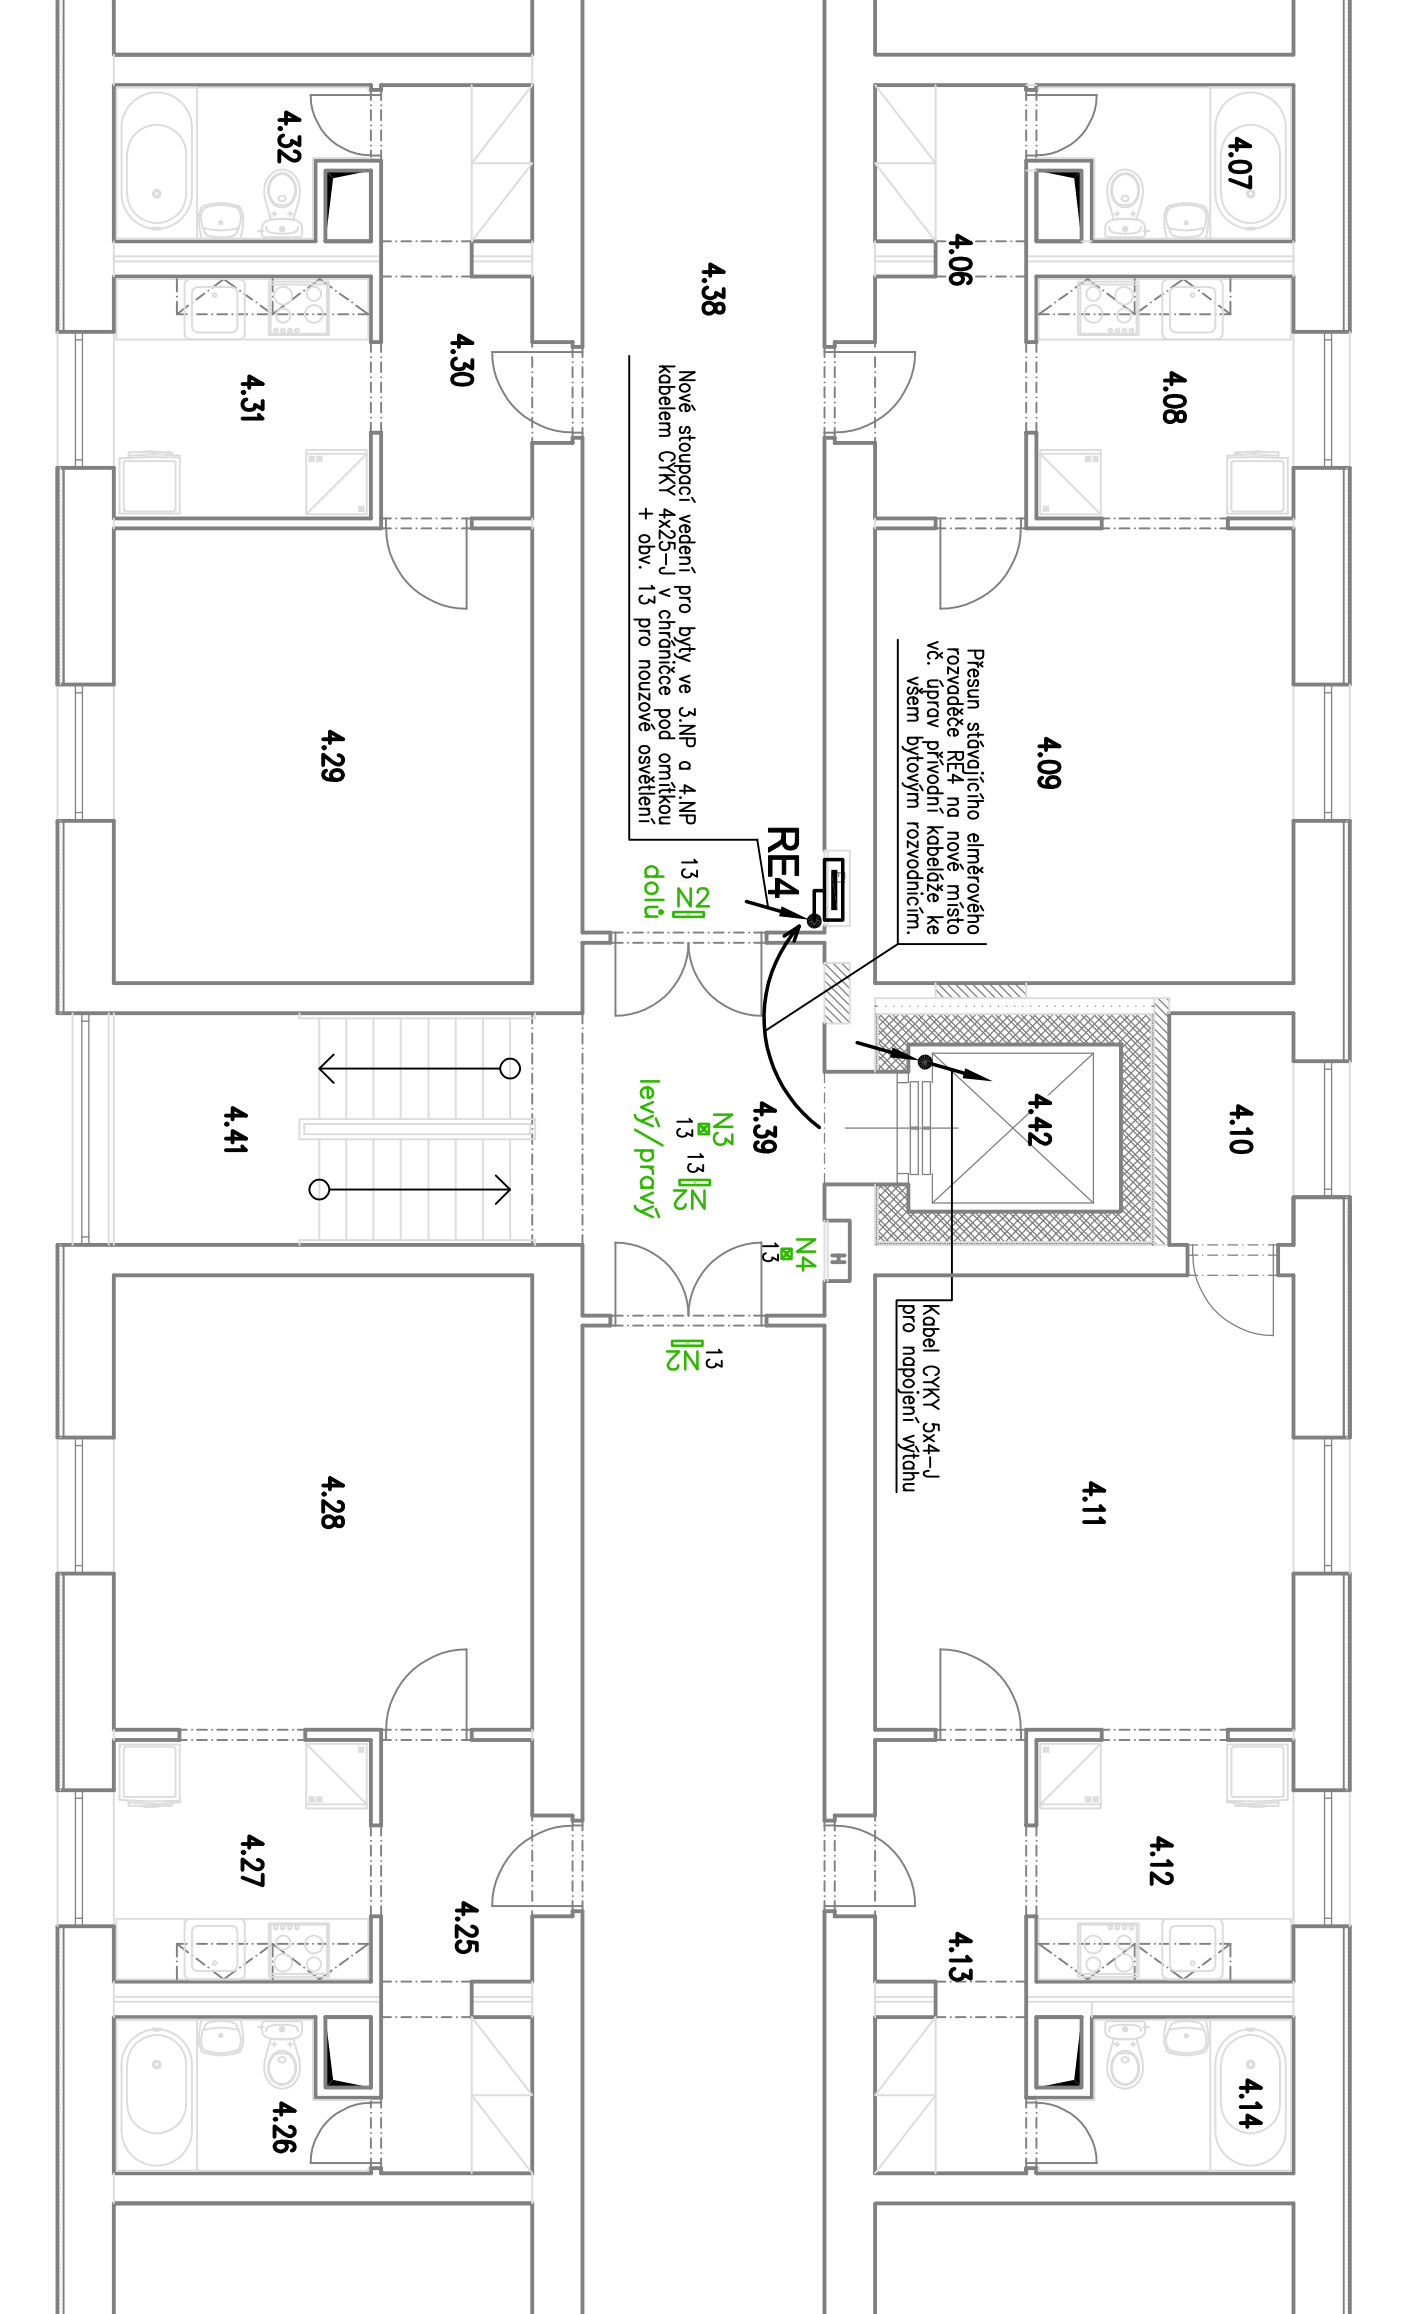 4.07
4.32
4.06
4.38
4.30
4.31
4.08
Nové stoupací vedení pro byty ve 3.NP a 4.NP
kabelem CYKY 4x25-J v chráničce pod omítkou
+ obv. 13 pro nouzové osvětlení
Přesun stávajícího elměrového
rozvaděče RE4 na nové místo
vč. úprav přívodní kabeláže ke
všem bytovým rozvodnicím.
4.29
4.09
RE4
13
N2
dolů
4.42
4.10
4.39
4.41
N3
13
levý/pravý
13
N2
N4
13
H
13
N2
Kabel CYKY 5x4-J
pro napojení výtahu
4.28
4.11
4.27
4.12
4.25
4.13
4.26
4.14